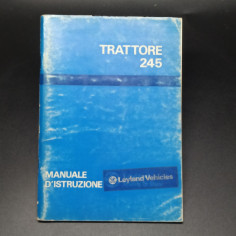 TRATTORE
245
MANUALE
D'ISTRUZIONE
Leyland Vehicles